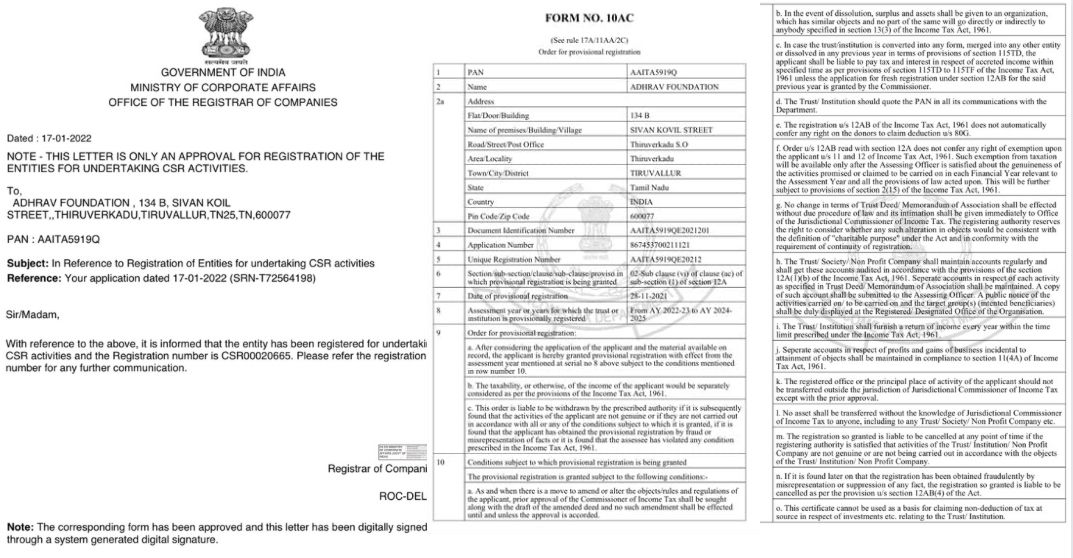 सत्यमेव जयते
GOVERNMENT OF INDIA
MINISTRY OF CORPORATE AFFAIRS
OFFICE OF THE REGISTRAR OF COMPANIES
Dated : 17-01-2022
NOTE - THIS LETTER IS ONLY AN APPROVAL FOR REGISTRATION OF THE
ENTITIES FOR UNDERTAKING CSR ACTIVITIES.
To,
ADHRAV FOUNDATION , 134 B, SIVAN KOIL
STREET,,THIRUVERKADU,TIRUVALLUR,TN25,TN,600077
PAN : AAITA5919Q
Subject: In Reference to Registration of Entities for undertaking CSR activities
Reference: Your application dated 17-01-2022 (SRN-T72564198)
Sir/Madam,
With reference to the above, it is informed that the entity has been registered for undertaki
CSR activities and the Registration number is CSR00020665. Please refer the registration
number for any further communication.
Registrar of Compani
ROC-DEL
Note: The corresponding form has been approved and this letter has been digitally signed
through a system generated digital signature.
FORM NO. 10AC
(See rule 17A/11AA/2C)
Order for provisional registration
1 PAN AAITA5919Q
2 Name ADHRAV FOUNDATION
2a Address
Flat/Door/Building 134 B
Name of premises/Building/Village SIVAN KOVIL STREET
Road/Street/Post Office Thiruverkadu S.O
Area/Locality Thiruverkadu
Town/City/District TIRUVALLUR
State Tamil Nadu
Country INDIA
Pin Code/Zip Code 600077
3 Document Identification Number AAITA5919QE2021201
4 Application Number 867453700211121
5 Unique Registration Number AAITA5919QE20212
6 Section/sub-section/clause/sub-clause/proviso in 02-Sub clause (vi) of clause (ac) of
which provisional registration is being granted sub-section (1) of section 12A
7 Date of provisional registration 28-11-2021
8 Assessment year or years for which the trust or From AY 2022-23 to AY 2024-
institution is provisionally registered 2025
9 Order for provisional registration:
a. After considering the application of the applicant and the material available on
record, the applicant is hereby granted provisional registration with effect from the
assessment year mentioned at serial no 8 above subject to the conditions mentioned
in row number 10.
b. The taxability, or otherwise, of the income of the applicant would be separately
considered as per the provisions of the Income Tax Act, 1961.
c. This order is liable to be withdrawn by the prescribed authority if it is subsequently
found that the activities of the applicant are not genuine or if they are not carried out
in accordance with all or any of the conditions subject to which it is granted, if it is
found that the applicant has obtained the provisional registration by fraud or
misrepresentation of facts or it is found that the assessee has violated any condition
prescribed in the Income Tax Act, 1961.
10 Conditions subject to which provisional registration is being granted
The provisional registration is granted subject to the following conditions:-
a. As and when there is a move to amend or alter the objects/rules and regulations of
the applicant, prior approval of the Commissioner of Income Tax shall be sought
along with the draft of the amended deed and no such amendment shall be effected
until and unless the approval is accorded.
b. In the event of dissolution, surplus and assets shall be given to an organization,
which has similar objects and no part of the same will go directly or indirectly to
anybody specified in section 13(3) of the Income Tax Act, 1961.
c. In case the trust/institution is converted into any form, merged into any other entity
or dissolved in any previous year in terms of provisions of section 115TD, the
applicant shall be liable to pay tax and interest in respect of accreted income within
specified time as per provisions of section 115TD to 115TF of the Income Tax Act,
1961 unless the application for fresh registration under section 12AB for the said
previous year is granted by the Commissioner.
d. The Trust/ Institution should quote the PAN in all its communications with the
Department.
e. The registration u/s 12AB of the Income Tax Act, 1961 does not automatically
confer any right on the donors to claim deduction u/s 80G.
f. Order u/s 12AB read with section 12A does not confer any right of exemption upon
the applicant u/s 11 and 12 of Income Tax Act, 1961. Such exemption from taxation
will be available only after the Assessing Officer is satisfied about the genuineness of
the activities promised or claimed to be carried on in each Financial Year relevant to
the Assessment Year and all the provisions of law acted upon. This will be further
subject to provisions of section 2(15) of the Income Tax Act, 1961.
g. No change in terms of Trust Deed/ Memorandum of Association shall be effected
without due procedure of law and its intimation shall be given immediately to Office
of the Jurisdictional Commissioner of Income Tax. The registering authority reserves
the right to consider whether any such alteration in objects would be consistent with
the definition of "charitable purpose" under the Act and in conformity with the
requirement of continuity of registration.
h. The Trust/ Society/ Non Profit Company shall maintain accounts regularly and
shall get these accounts audited in accordance with the provisions of the section
12A(1)(b) of the Income Tax Act, 1961. Seperate accounts in respect of each activity
as specified in Trust Deed/ Memorandum of Association shall be maintained. A copy
of such account shall be submitted to the Assessing Officer. A public notice of the
activities carried on/ to be carried on and the target group(s) (intented beneficiaries)
shall be duly displayed at the Registered/ Designated Office of the Organisation.
i. The Trust/ Institution shall furnish a return of income every year within the time
limit prescribed under the Income Tax Act, 1961.
j. Seperate accounts in respect of profits and gains of business incidental to
attainment of objects shall be maintained in compliance to section 11(4A) of Income
Tax Act, 1961.
k. The registered office or the principal place of activity of the applicant should not
be transferred outside the jurisdiction of Jurisdictional Commissioner of Income Tax
except with the prior approval.
l. No asset shall be transferred without the knowledge of Jurisdictional Commissioner
of Income Tax to anyone, including to any Trust/ Society/ Non Profit Company etc.
m. The registration so granted is liable to be cancelled at any point of time if the
registering authority is satisfied that activities of the Trust/ Institution/ Non Profit
Company are not genuine or are not being carried out in accordance with the objects
of the Trust/ Institution/ Non Profit Company.
n. If it is found later on that the registration has been obtained fraudulently by
misrepresentation or suppression of any fact, the registration so granted is liable to be
cancelled as per the provision u/s section 12AB(4) of the Act.
o. This certificate cannot be used as a basis for claiming non-deduction of tax at
source in respect of investments etc. relating to the Trust/ Institution.